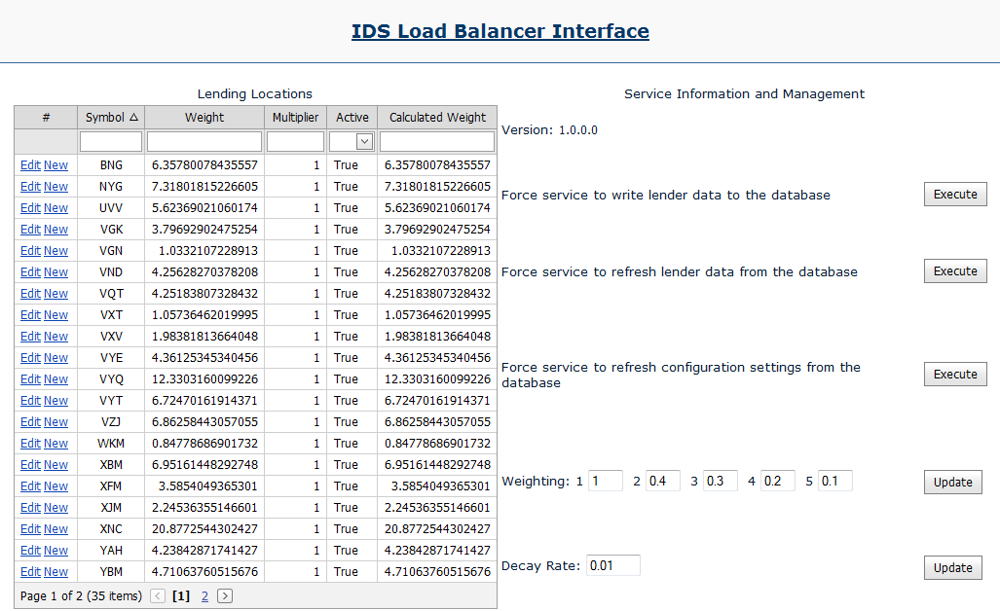 IDS Load Balancer Interface
Lending Locations
# Symbol Weight Multiplier Active Calculated Weight
Edit New BNG 6.35780078435557 1 True 6.35780078435557
Edit New NYG 7.31801815226605 1 True 7.31801815226605
Edit New UVV 5.62369021060174 1 True 5.62369021060174
Edit New VGK 3.79692902475254 1 True 3.79692902475254
Edit New VGN 1.0332107228913 1 True 1.0332107228913
Edit New VND 4.25628270378208 1 True 4.25628270378208
Edit New VQT 4.25183807328432 1 True 4.25183807328432
Edit New VXT 1.05736462019995 1 True 1.05736462019995
Edit New VXV 1.98381813664048 1 True 1.98381813664048
Edit New VYE 4.36125345340456 1 True 4.36125345340456
Edit New VYQ 12.3303160099226 1 True 12.3303160099226
Edit New VYT 6.72470161914371 1 True 6.72470161914371
Edit New VZJ 6.86258443057055 1 True 6.86258443057055
Edit New WKM 0.84778686901732 1 True 0.84778686901732
Edit New XBM 6.95161448292748 1 True 6.95161448292748
Edit New XFM 3.5854049365301 1 True 3.5854049365301
Edit New XJM 2.24536355146601 1 True 2.24536355146601
Edit New XNC 20.8772544302427 1 True 20.8772544302427
Edit New YAH 4.23842871741427 1 True 4.23842871741427
Edit New YBM 4.71063760515676 1 True 4.71063760515676
Page 1 of 2 (35 items) < [1] 2 >
Service Information and Management
Version: 1.0.0.0
Force service to write lender data to the database Execute
Force service to refresh lender data from the database Execute
Force service to refresh configuration settings from the
database Execute
Weighting: 1 1 2 0.4 3 0.3 4 0.2 5 0.1 Update
Decay Rate: 0.01 Update